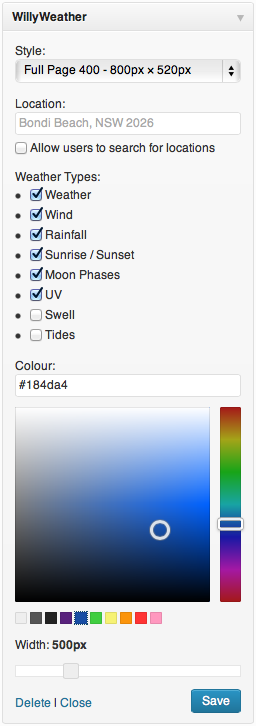 WillyWeather
Style:
Full Page 400 - 800px × 520px
Location:
Bondi Beach, NSW 2026
Allow users to search for locations
Weather Types:
Weather
Wind
Rainfall
Sunrise / Sunset
Moon Phases
UV
Swell
Tides
Colour:
#184da4
Width: 500px
Delete | Close
Save